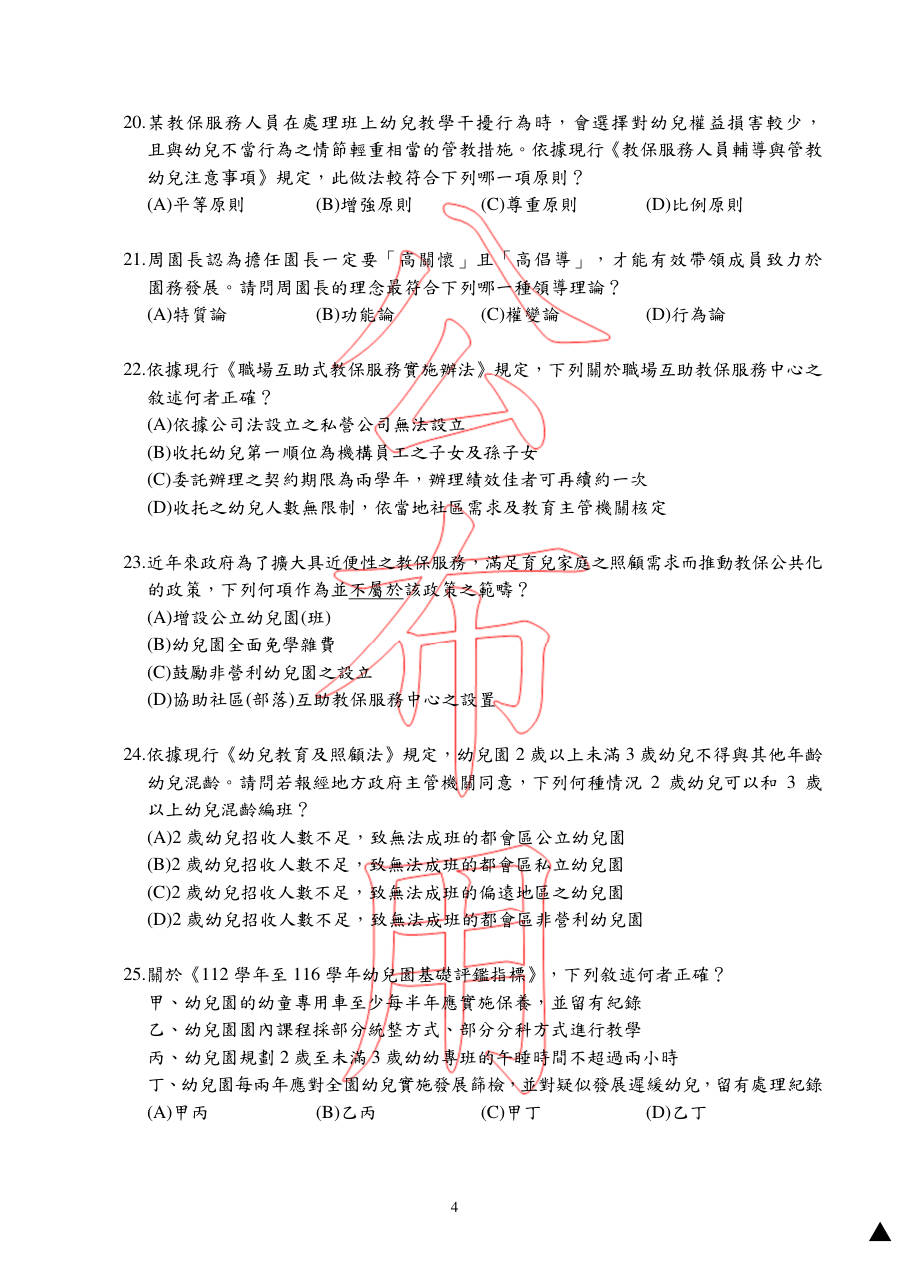 20.某教保服務人員在處理班上幼兒教學干擾行為時，會選擇對幼兒權益損害較少，
且與幼兒不當行為之情節輕重相當的管教措施。依據現行《教保服務人員輔導與管教
幼兒注意事項》規定，此做法較符合下列哪一項原則？
(A)平等原則 (B)增強原則 (C)尊重原則 (D)比例原則
21.周園長認為擔任園長一定要「高關懷」且「高倡導」，才能有效帶領成員致力於
園務發展。請問周園長的理念最符合下列哪一種領導理論？
(A)特質論 (B)功能論 (C)權變論 (D)行為論
22.依據現行《職場互助式教保服務實施辦法》規定，下列關於職場互助教保服務中心之
敘述何者正確？
(A)依據公司法設立之私營公司無法設立
(B)收托幼兒第一順位為機構員工之子女及孫子女
(C)委託辦理之契約期限為兩學年，辦理績效佳者可再續約一次
(D)收托之幼兒人數無限制，依當地社區需求及教育主管機關核定
23.近年來政府為了擴大具近便性之教保服務，滿足育兒家庭之照顧需求而推動教保公共化
的政策，下列何項作為並不屬於該政策之範疇？
(A)增設公立幼兒園(班)
(B)幼兒園全面免學雜費
(C)鼓勵非營利幼兒園之設立
(D)協助社區(部落)互助教保服務中心之設置
24.依據現行《幼兒教育及照顧法》規定，幼兒園 2 歲以上未滿 3 歲幼兒不得與其他年齡
幼兒混齡。請問若報經地方政府主管機關同意，下列何種情況 2 歲幼兒可以和 3 歲
以上幼兒混齡編班？
(A)2 歲幼兒招收人數不足，致無法成班的都會區公立幼兒園
(B)2 歲幼兒招收人數不足，致無法成班的都會區私立幼兒園
(C)2 歲幼兒招收人數不足，致無法成班的偏遠地區之幼兒園
(D)2 歲幼兒招收人數不足，致無法成班的都會區非營利幼兒園
25.關於《112 學年至 116 學年幼兒園基礎評鑑指標》，下列敘述何者正確？
甲、幼兒園的幼童專用車至少每半年應實施保養，並留有紀錄
乙、幼兒園園內課程採部分統整方式、部分分科方式進行教學
丙、幼兒園規劃 2 歲至未滿 3 歲幼幼專班的午睡時間不超過兩小時
丁、幼兒園每兩年應對全園幼兒實施發展篩檢，並對疑似發展遲緩幼兒，留有處理紀錄
(A)甲丙 (B)乙丙 (C)甲丁 (D)乙丁
4
公布用